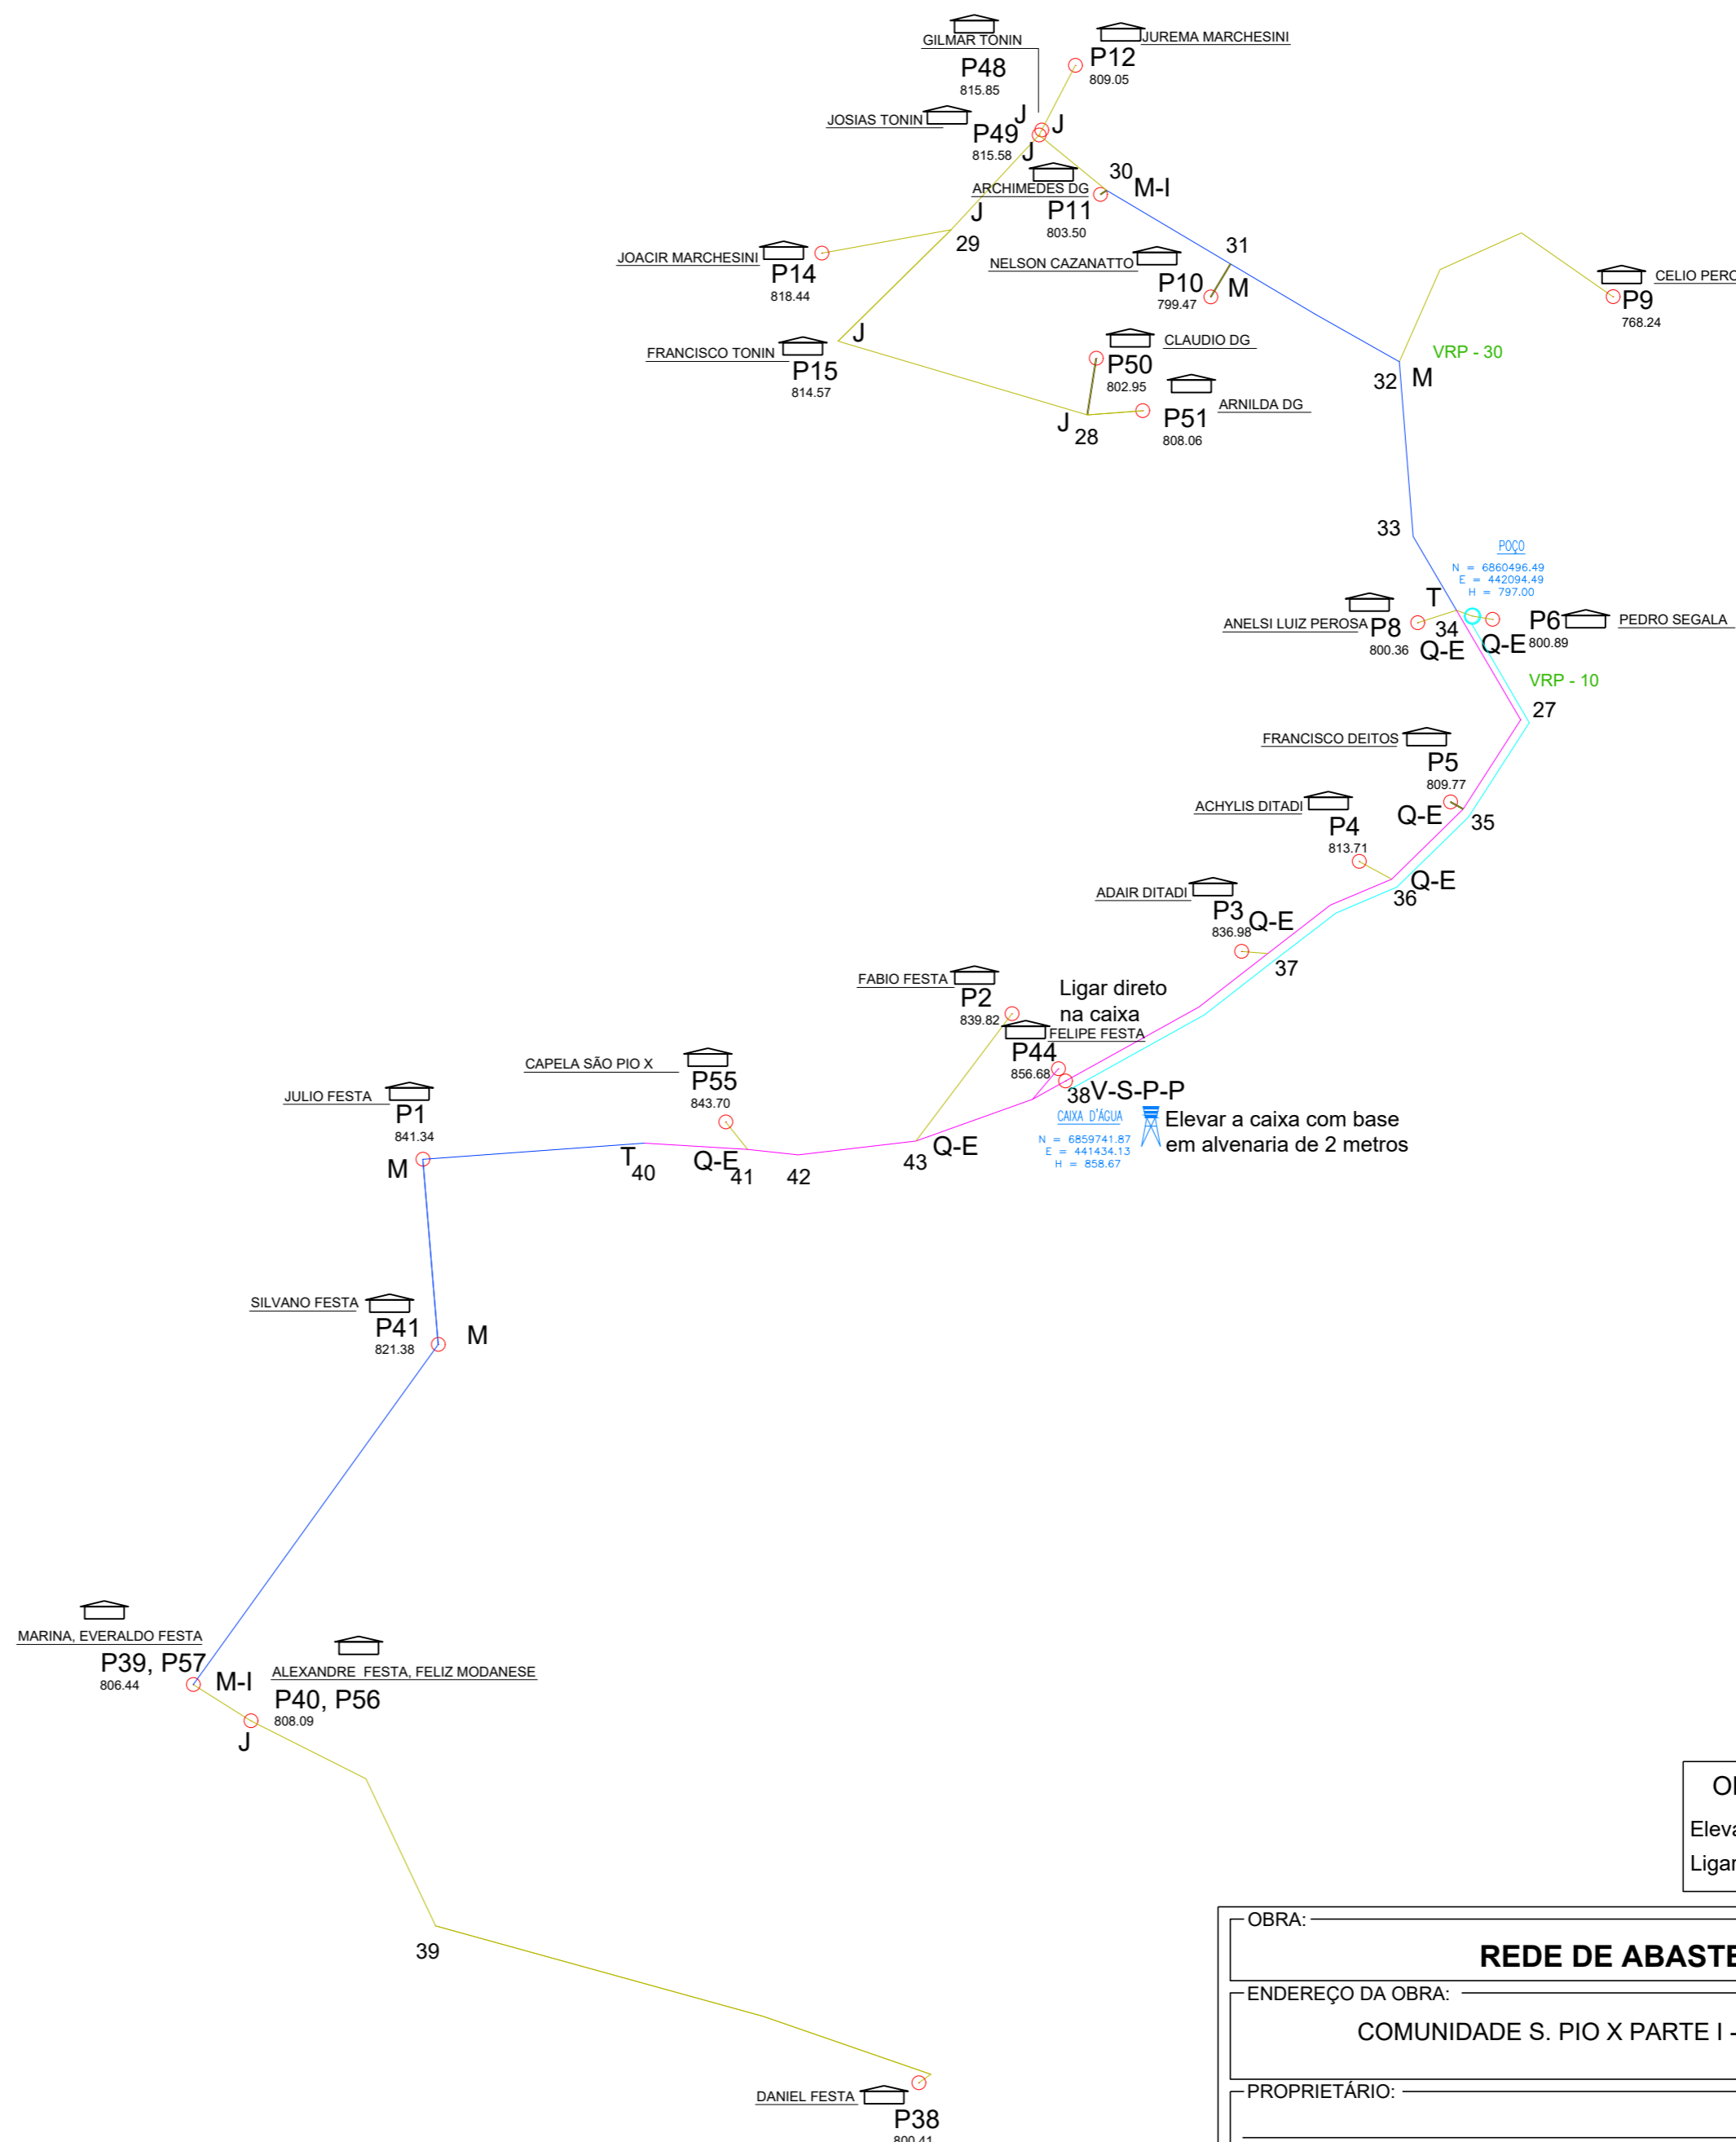 GILMAR TONIN
P48
815.85
JUREMA MARCHESINI
P12
809.05
JOSIAS TONIN
P49
815.58
J
J
J
ARCHIMEDES DG
P11
803.50
30
M-I
J
29
31
JOACIR MARCHESINI
P14
818.44
NELSON CAZANATTO
P10
799.47
M
CELIO
P9
768.24
FRANCISCO TONIN
P15
814.57
J
CLAUDIO DG
P50
802.95
ARNILDA DG
P51
808.06
J
28
VRP - 30
32
M
33
POÇO
N = 6860496.49
E = 442094.49
H = 797.00
T
ANELSI LUIZ PEROSA
P8
800.36
34
Q-E
Q-E
P6
800.89
PEDRO SEGALA
VRP - 10
27
FRANCISCO DEITOS
P5
809.77
Q-E
35
ACHYLIS DITADI
P4
813.71
Q-E
36
ADAIR DITADI
P3
836.98
Q-E
37
FABIO FESTA
P2
839.82
Ligar direto
na caixa
FELIPE FESTA
P44
856.68
38
V-S-P-P
CAIXA D'ÁGUA
N = 6859741.87
E = 441434.13
H = 858.67
Elevar a caixa com base
em alvenaria de 2 metros
CAPELA SÃO PIO X
P55
843.70
JULIO FESTA
P1
841.34
M
T
40
Q-E
41
42
43
Q-E
SILVANO FESTA
P41
821.38
M
MARINA, EVERALDO FESTA
P39, P57
806.44
M-I
ALEXANDRE FESTA, FELIZ MODANESE
P40, P56
808.09
J
39
DANIEL FESTA
P38
800.41
Ligar
OBRA:
REDE DE
ENDEREÇO DA OBRA:
COMUNIDADE S. PIO X PARTE I -
PROPRIETÁRIO: